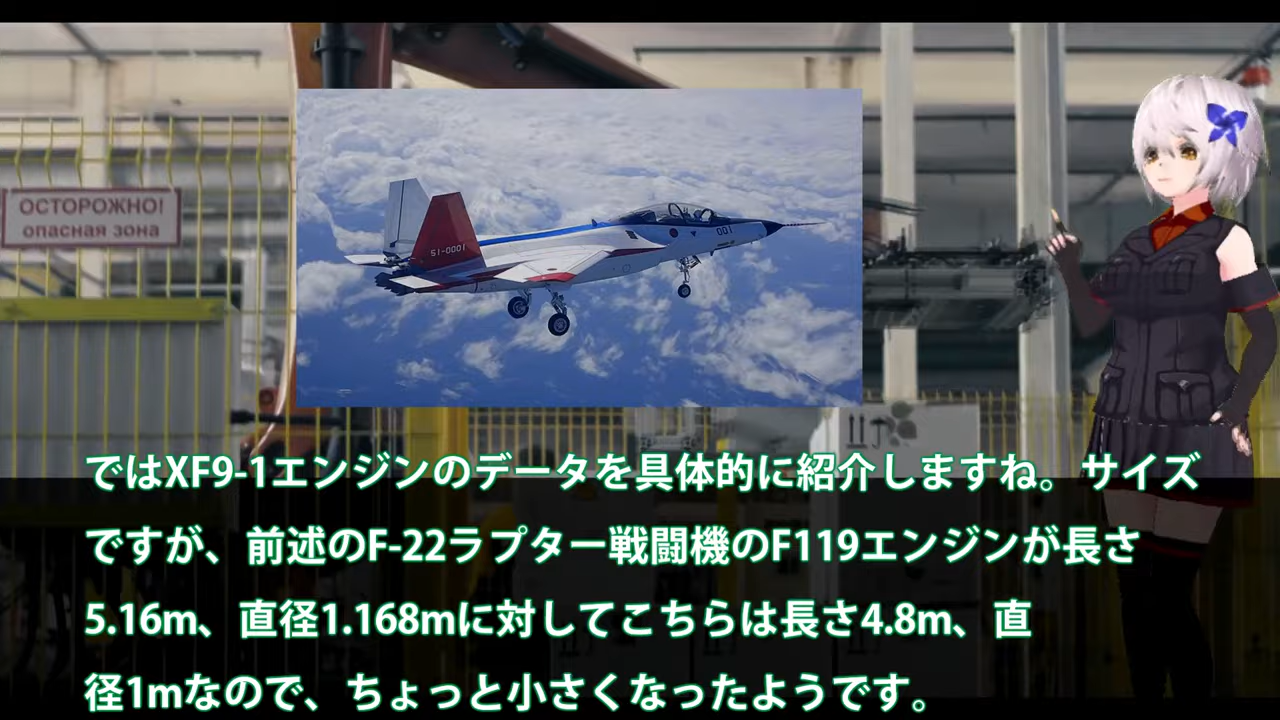 ОСТОРОЖНО!
опасная зона
51-0001
001
ではXF9-1エンジンのデータを具体的に紹介しますね。サイズ
ですが、前述のF-22ラプター戦闘機のF119エンジンが長さ
5.16m、直径1.168mに対してこちらは長さ4.8m、直
径1mなので、ちょっと小さくなったようです。